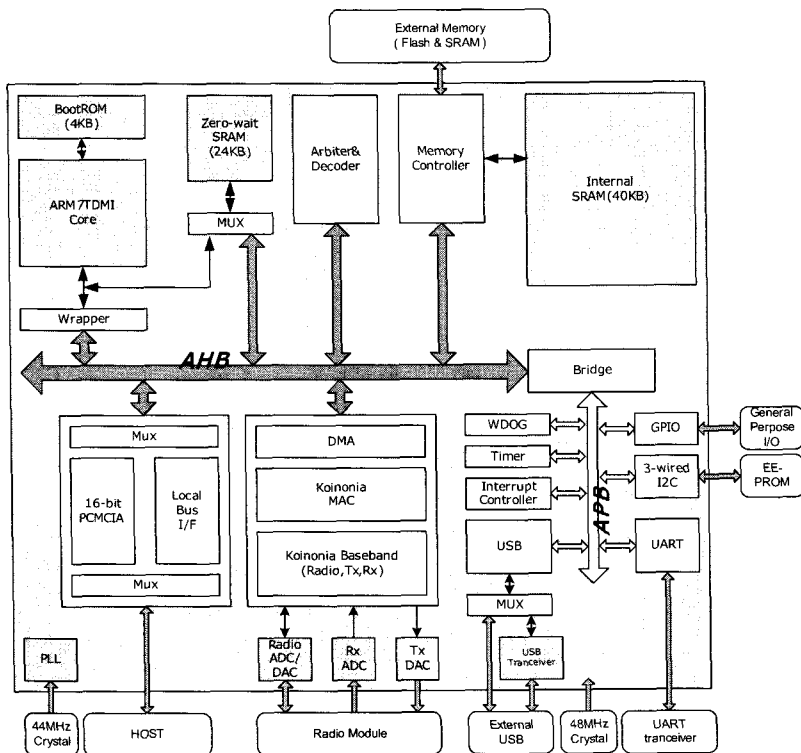 External Memory
( Flash & SRAM )
BootROM
(4KB)
Zero-wait
SRAM
(24KB)
Arbiter&
Decoder
Memory
Controller
Internal
SRAM(40KB)
ARM7TDMI
Core
MUX
Wrapper
AHB
Bridge
Mux
16-bit
PCMCIA
Local
Bus
I/F
Mux
DMA
Koinonia
MAC
Koinonia Baseband
(Radio,Tx,Rx)
WDOG
Timer
Interrupt
Controller
USB
MUX
USB
Tranceiver
APB
GPIO
3-wired
I2C
UART
General
Perpose
I/O
EE-
PROM
PLL
Radio
ADC/
DAC
Rx
ADC
Tx
DAC
44MHz
Crystal
HOST
Radio Module
External
USB
48MHz
Crystal
UART
tranceiver